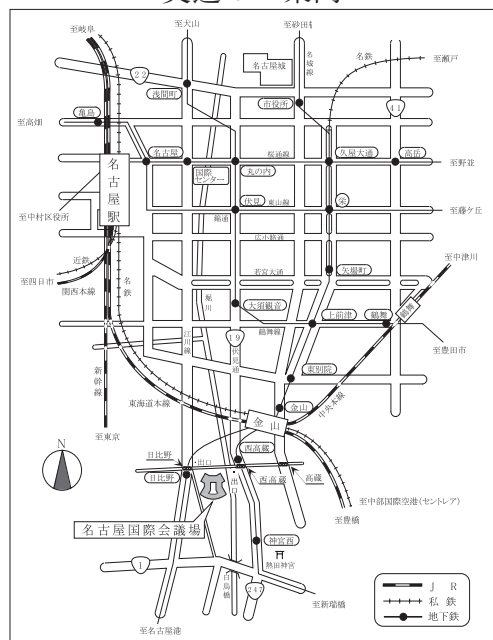 至岐阜
至犬山
至砂田橋
22
名古屋城
名城線
名鉄
至瀬戸
浅間町
市役所
41
亀島
至高畑
名古屋
桜通線
久屋大通
高岳
至野並
国際
センター
丸の内
名古屋駅
伏見
東山線
栄
至中村区役所
錦通
至藤ケ丘
広小路通
至中津川
近鉄
若宮大通
矢場町
至四日市
名鉄
関西本線
堀川
大須観音
鶴舞
上前津
鶴舞
江川線
19
鶴舞線
伏見通
至豊田市
新幹線
東別院
東海道本線
金山
中央本線
至東京
金山
N
日比野
出口
西高蔵
日比野
出口
西高蔵
高蔵
至中部国際空港(セントレア)
至豊橋
名古屋国際会議場
神宮西
1
熱田神宮
白鳥橋
247
至新瑞橋
至名古屋港
JR
私鉄
地下鉄